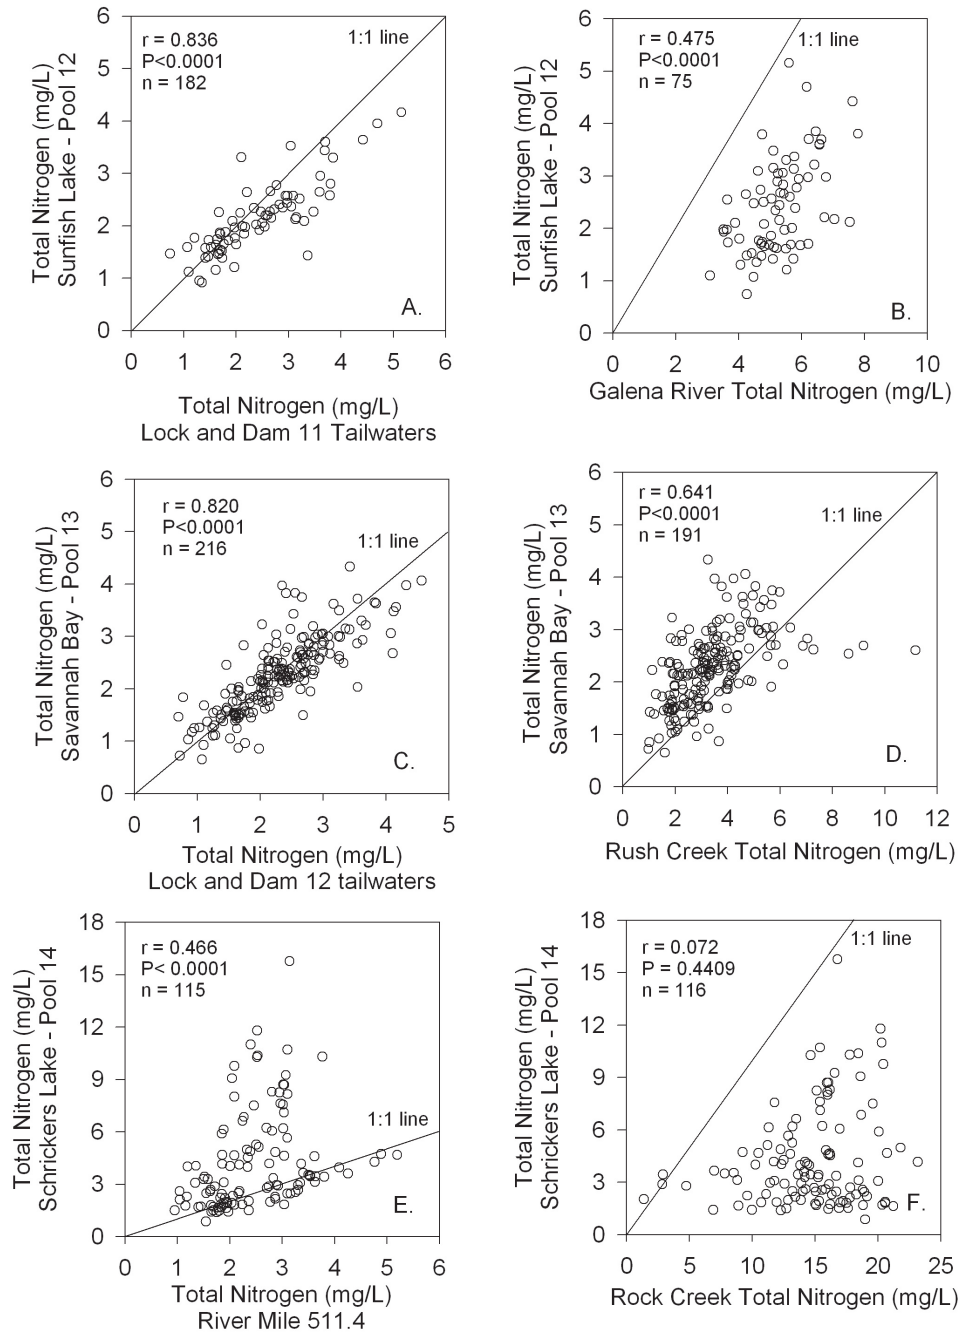 r = 0.836
P<0.0001
n = 182
1:1 line
A.
Total Nitrogen (mg/L)
Sunfish Lake - Pool 12
6
5
4
3
2
1
0
0 1 2 3 4 5 6
Total Nitrogen (mg/L)
Lock and Dam 11 Tailwaters
r = 0.475
P<0.0001
n = 75
1:1 line
B.
Total Nitrogen (mg/L)
Sunfish Lake - Pool 12
6
5
4
3
2
1
0
0 2 4 6 8 10
Galena River Total Nitrogen (mg/L)
r = 0.820
P<0.0001
n = 216
1:1 line
C.
Total Nitrogen (mg/L)
Savannah Bay - Pool 13
6
5
4
3
2
1
0
0 1 2 3 4 5
Total Nitrogen (mg/L)
Lock and Dam 12 tailwaters
r = 0.641
P<0.0001
n = 191
1:1 line
D.
Total Nitrogen (mg/L)
Savannah Bay - Pool 13
6
5
4
3
2
1
0
0 2 4 6 8 10 12
Rush Creek Total Nitrogen (mg/L)
r = 0.466
P< 0.0001
n = 115
1:1 line
E.
Total Nitrogen (mg/L)
Schrickers Lake - Pool 14
18
15
12
9
6
3
0
0 1 2 3 4 5 6
Total Nitrogen (mg/L)
River Mile 511.4
r = 0.072
P = 0.4409
n = 116
1:1 line
F.
Total Nitrogen (mg/L)
Schrickers Lake - Pool 14
18
15
12
9
6
3
0
0 5 10 15 20 25
Rock Creek Total Nitrogen (mg/L)